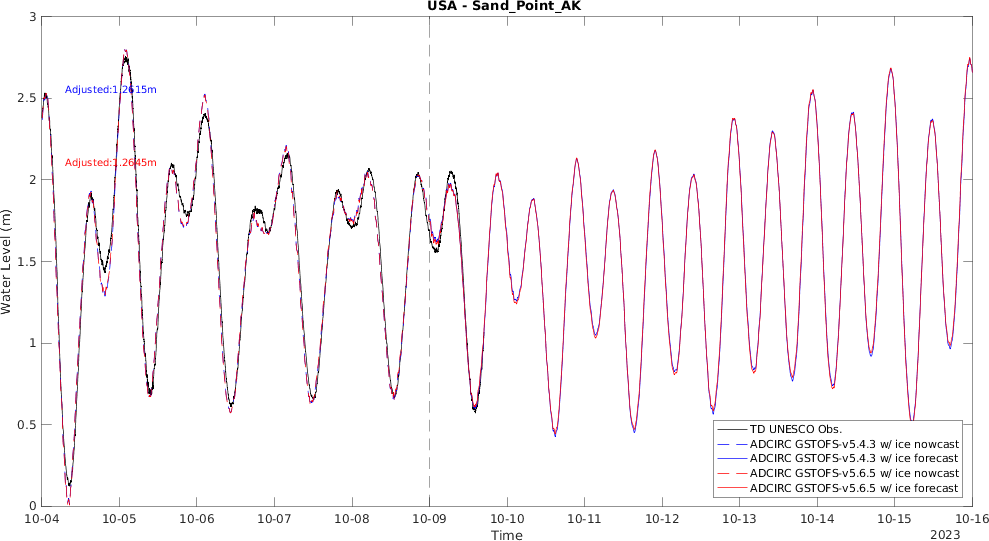 USA - Sand_Point_AK
3
2.5
2
1.5
1
0.5
0
Water Level (m)
Adjusted:1.2615m
Adjusted:1.2645m
TD UNESCO Obs.
ADCIRC GSTOFS-v5.4.3 w/ ice nowcast
ADCIRC GSTOFS-v5.4.3 w/ ice forecast
ADCIRC GSTOFS-v5.6.5 w/ ice nowcast
ADCIRC GSTOFS-v5.6.5 w/ ice forecast
10-04 10-05 10-06 10-07 10-08 10-09 10-10 10-11 10-12 10-13 10-14 10-15 10-16
Time
2023